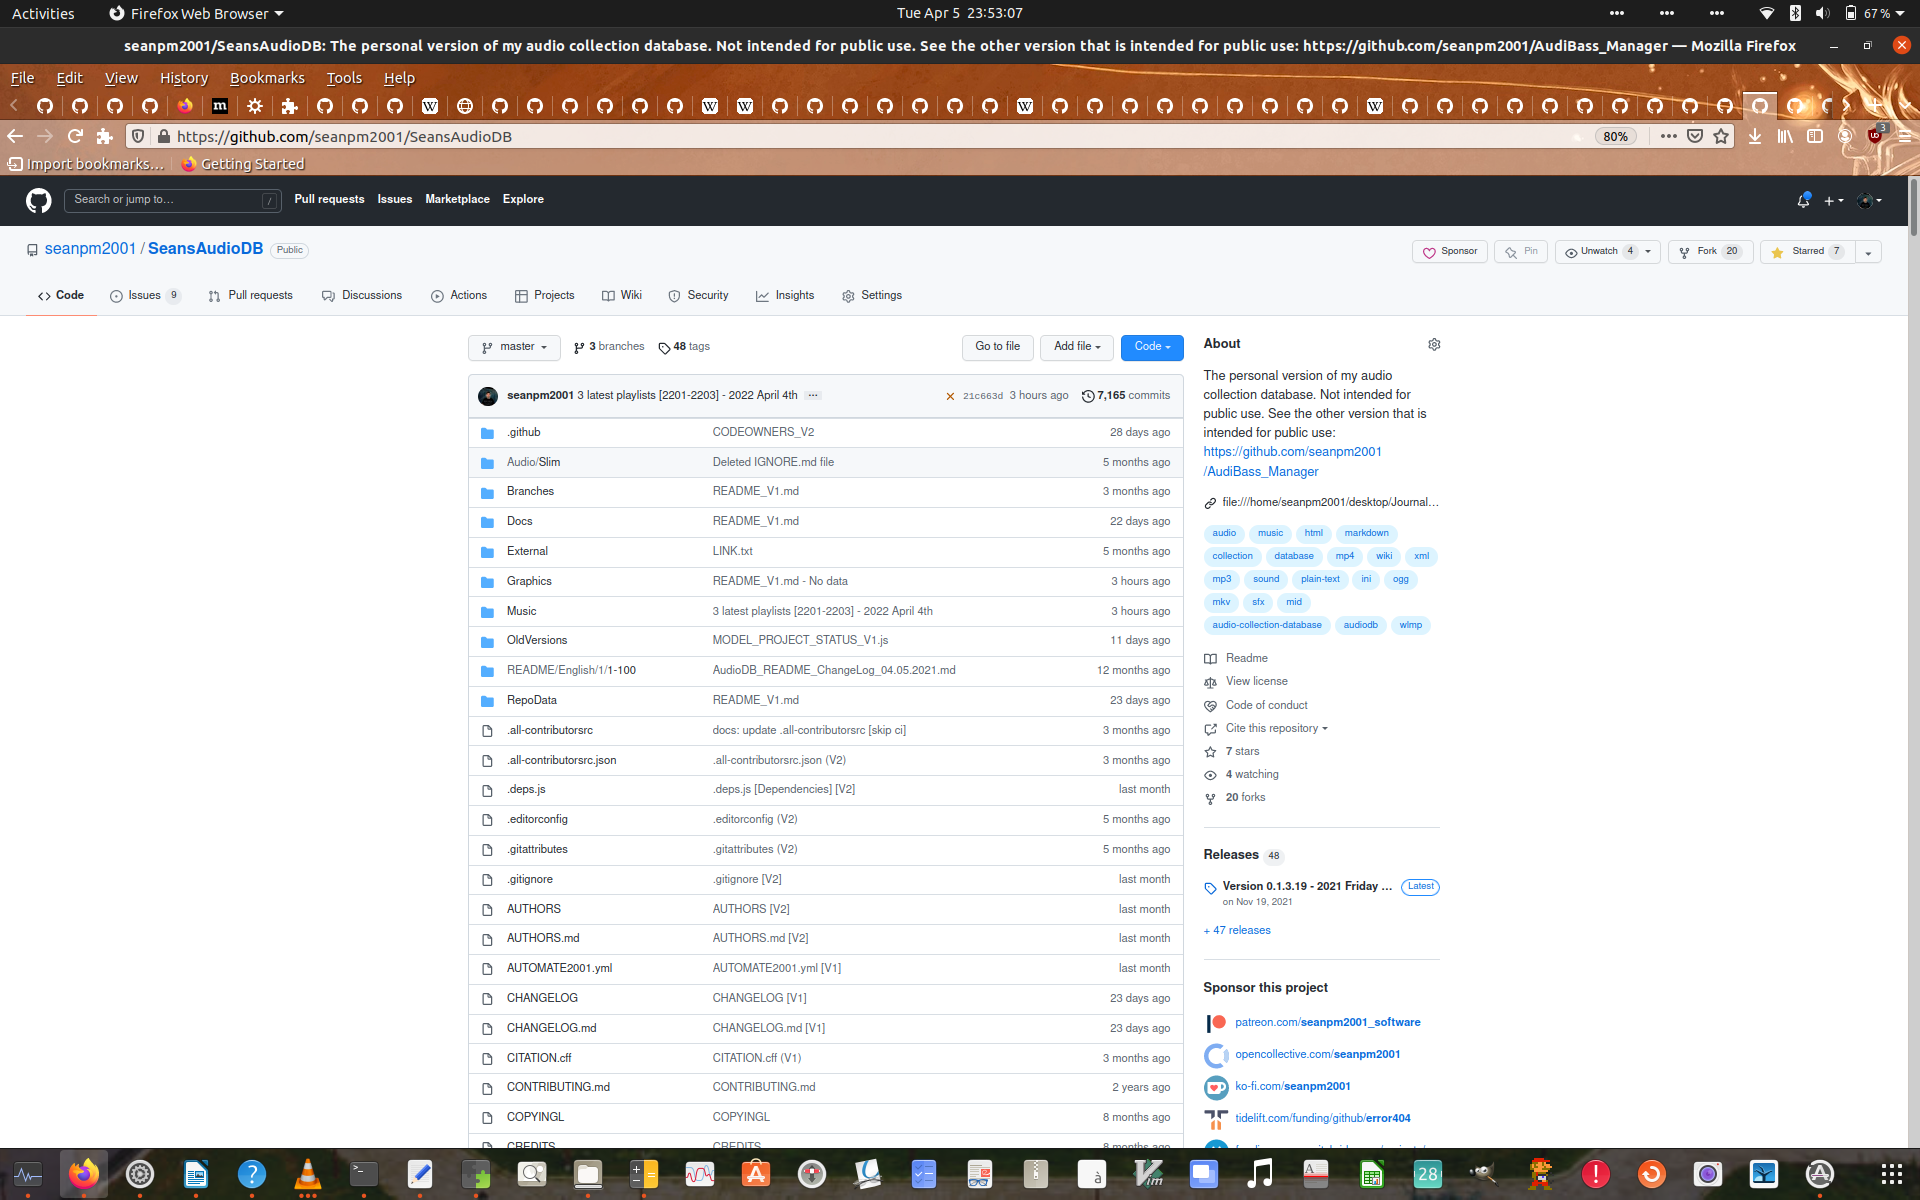 Activities Firefox Web Browser Tue Apr 5 23:53:07 67 %
seanpm2001/SeansAudioDB: The personal version of my audio collection database. Not intended for public use. See the other version that is intended for public use: https://github.com/seanpm2001/AudiBass_Manager — Mozilla Firefox
File Edit View History Bookmarks Tools Help
https://github.com/seanpm2001/SeansAudioDB 80% 3
Import bookmarks... Getting Started
Search or jump to... / Pull requests Issues Marketplace Explore
seanpm2001 / SeansAudioDB Public Sponsor Pin Unwatch 4 Fork 20 Starred 7
Code Issues 9 Pull requests Discussions Actions Projects Wiki Security Insights Settings
master 3 branches 48 tags Go to file Add file Code
seanpm2001 3 latest playlists [2201-2203] - 2022 April 4th ... 21c663d 3 hours ago 7,165 commits
.github CODEOWNERS_V2 28 days ago
Audio/Slim Deleted IGNORE.md file 5 months ago
Branches README_V1.md 3 months ago
Docs README_V1.md 22 days ago
External LINK.txt 5 months ago
Graphics README_V1.md - No data 3 hours ago
Music 3 latest playlists [2201-2203] - 2022 April 4th 3 hours ago
OldVersions MODEL_PROJECT_STATUS_V1.js 11 days ago
README/English/1/1-100 AudioDB_README_ChangeLog_04.05.2021.md 12 months ago
RepoData README_V1.md 23 days ago
.all-contributorsrc docs: update .all-contributorsrc [skip ci] 3 months ago
.all-contributorsrc.json .all-contributorsrc.json (V2) 3 months ago
.deps.js .deps.js [Dependencies] [V2] last month
.editorconfig .editorconfig (V2) 5 months ago
.gitattributes .gitattributes (V2) 5 months ago
.gitignore .gitignore [V2] last month
AUTHORS AUTHORS [V2] last month
AUTHORS.md AUTHORS.md [V2] last month
AUTOMATE2001.yml AUTOMATE2001.yml [V1] last month
CHANGELOG CHANGELOG [V1] 23 days ago
CHANGELOG.md CHANGELOG.md [V1] 23 days ago
CITATION.cff CITATION.cff (V1) 3 months ago
CONTRIBUTING.md CONTRIBUTING.md 2 years ago
COPYINGL COPYINGL 8 months ago
CREDITS CREDITS 8 months ago
About
The personal version of my audio
collection database. Not intended for
public use. See the other version that is
intended for public use:
https://github.com/seanpm2001
/AudiBass_Manager
file:///home/seanpm2001/desktop/Journal...
audio music html markdown
collection database mp4 wiki xml
mp3 sound plain-text ini ogg
mkv sfx mid
audio-collection-database audiodb wlmp
Readme
View license
Code of conduct
Cite this repository
7 stars
4 watching
20 forks
Releases 48
Version 0.1.3.19 - 2021 Friday ... Latest
on Nov 19, 2021
+ 47 releases
Sponsor this project
patreon.com/seanpm2001_software
opencollective.com/seanpm2001
ko-fi.com/seanpm2001
tidelift.com/funding/github/error404
28